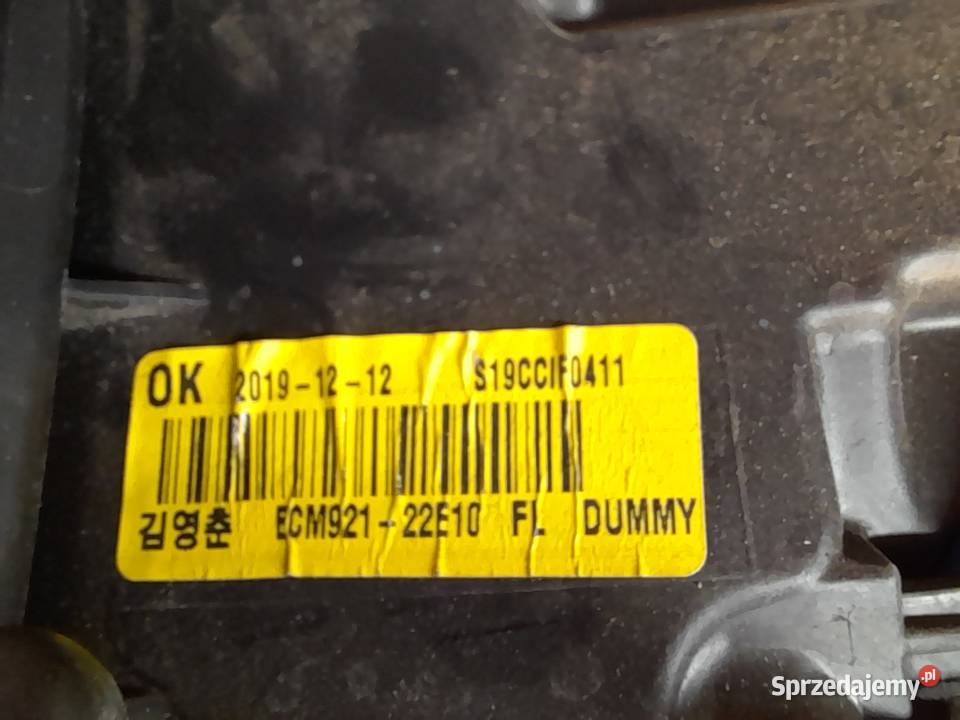 OK 2019-12-12 S19CCIF0411
김영춘 ECM921-22E10 FL DUMMY
Sprzedajemy.pl